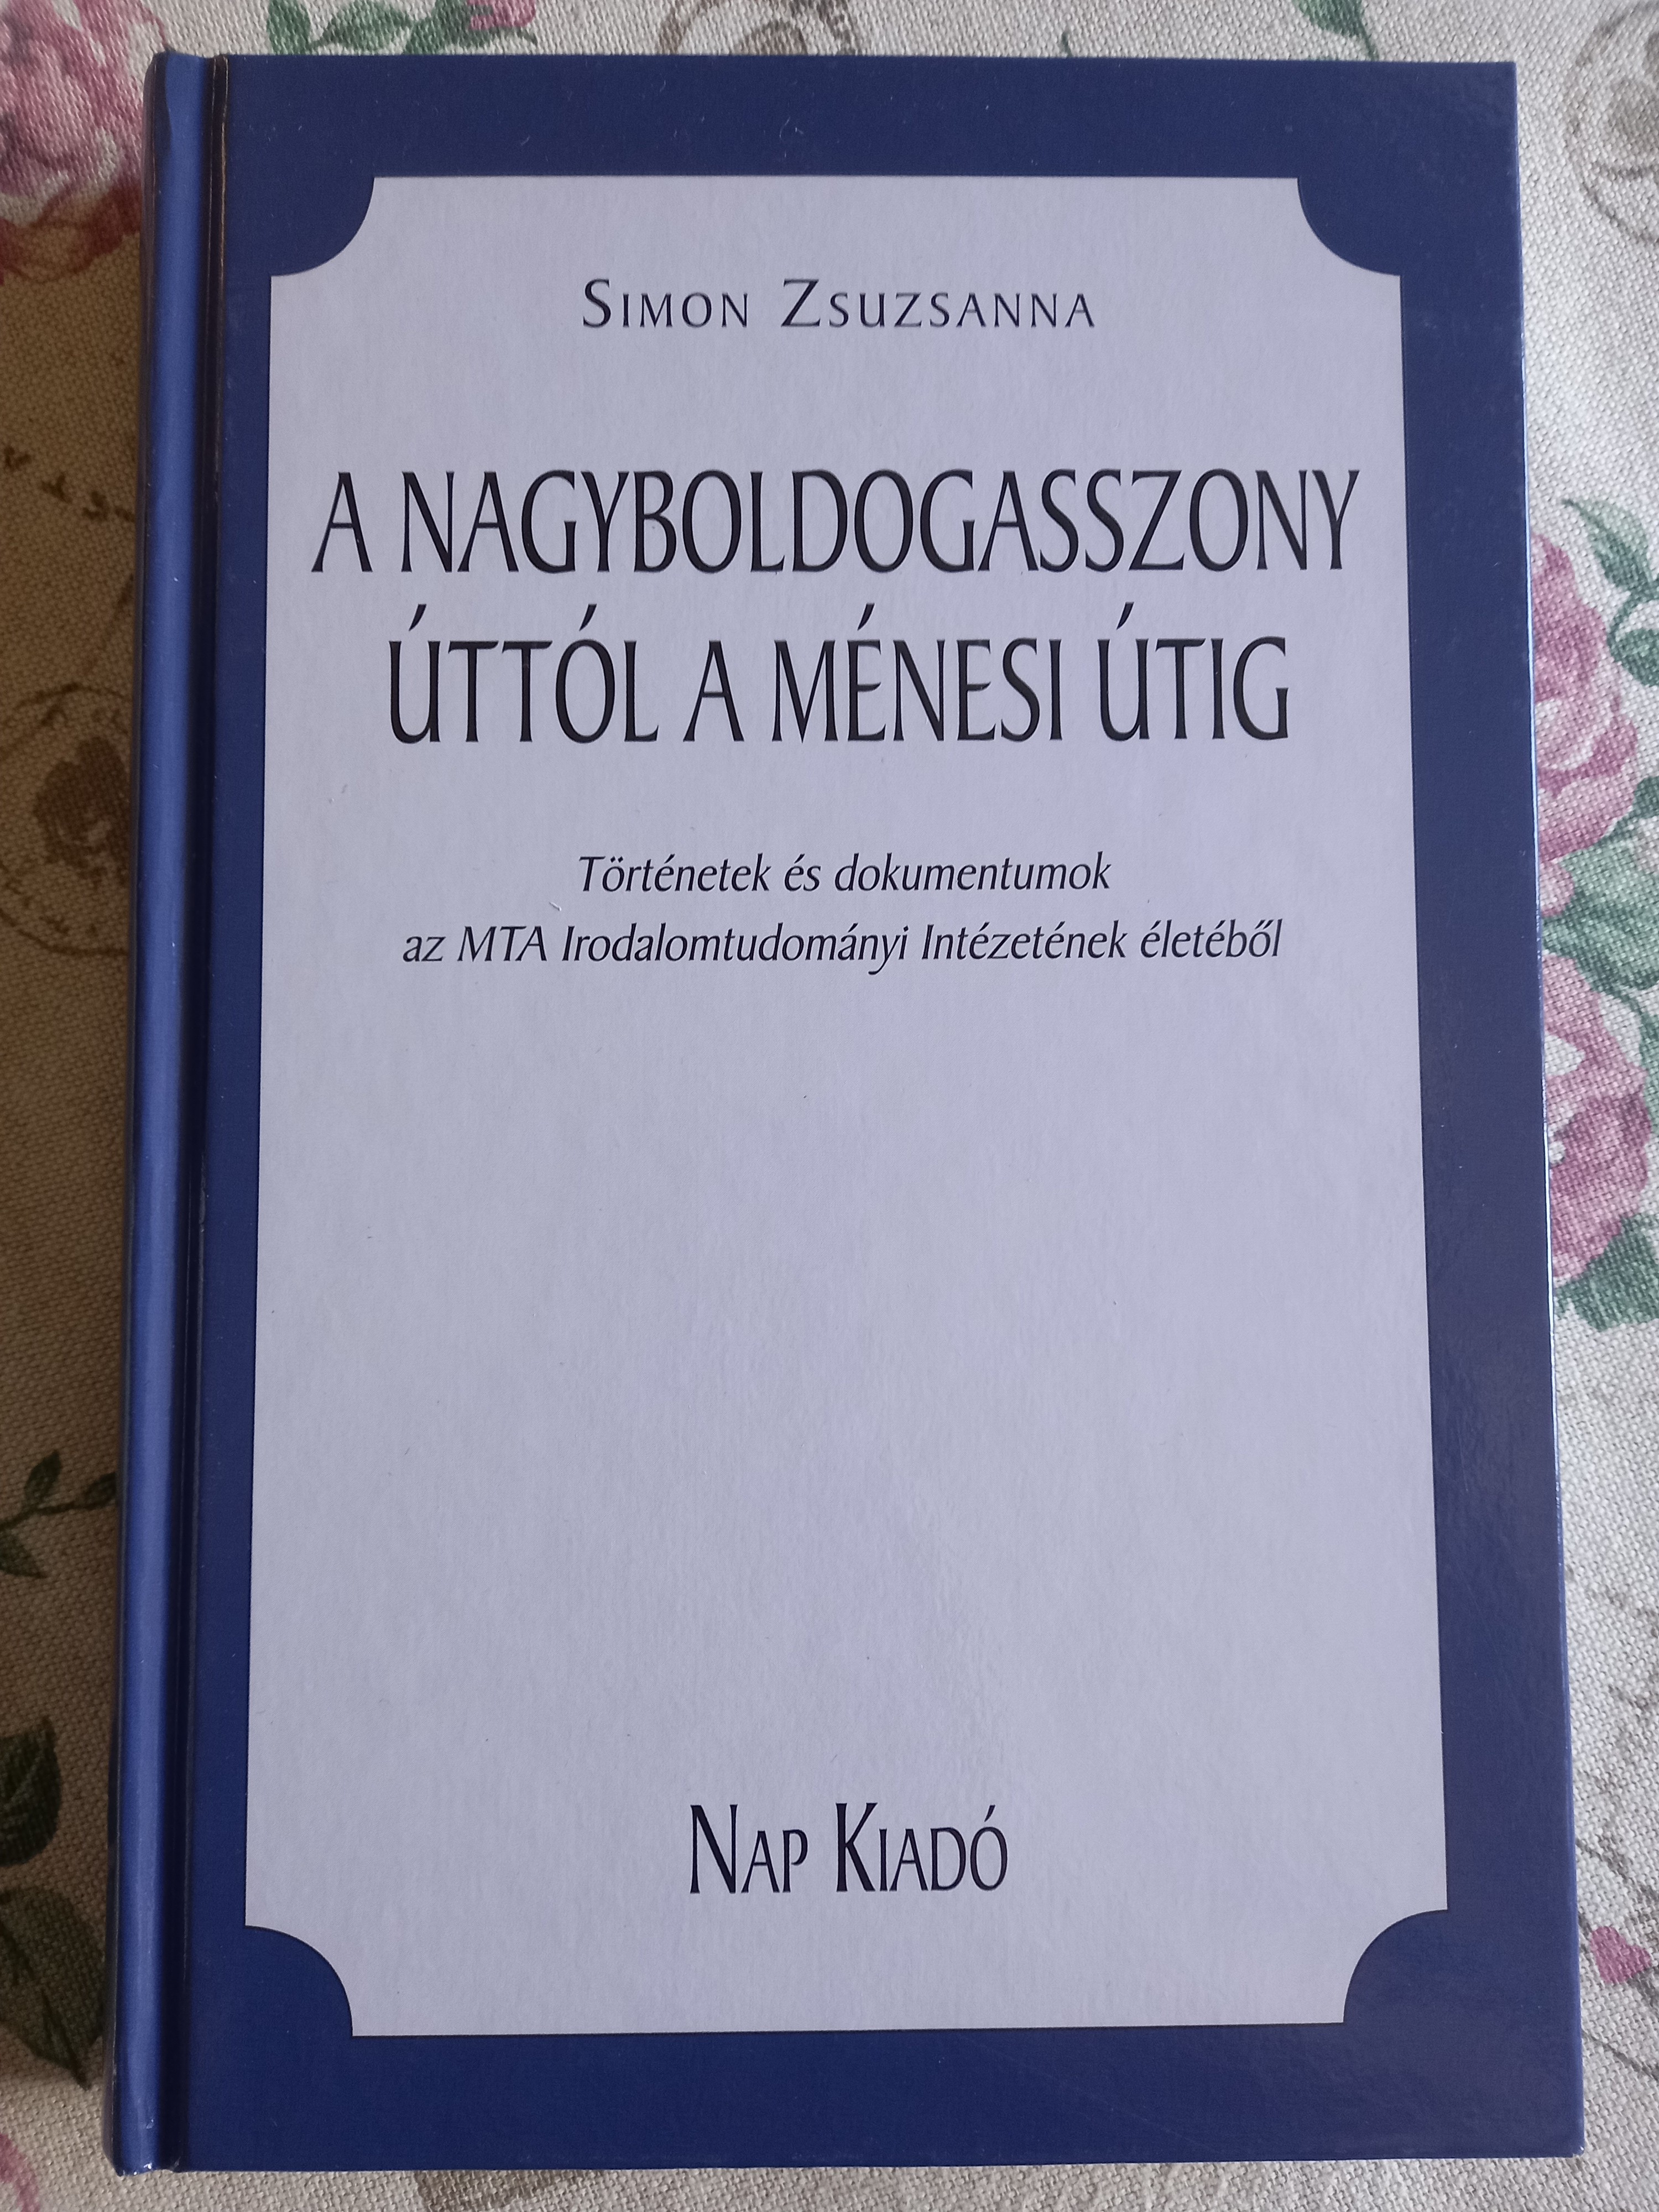 SIMON ZSUZSANNA
A NAGYBOLDOGASSZONY
ÚTTÓL A MÉNESI ÚTIG
Történetek és dokumentumok
az MTA Irodalomtudományi Intézetének életéből
NAP KIADÓ